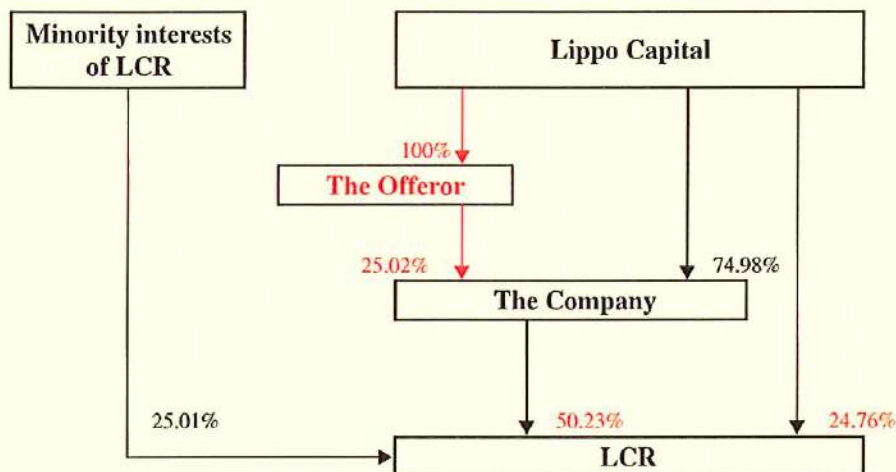 Minority interests
of LCR
Lippo Capital
100%
The Offeror
25.02%
74.98%
The Company
25.01%
50.23%
24.76%
LCR